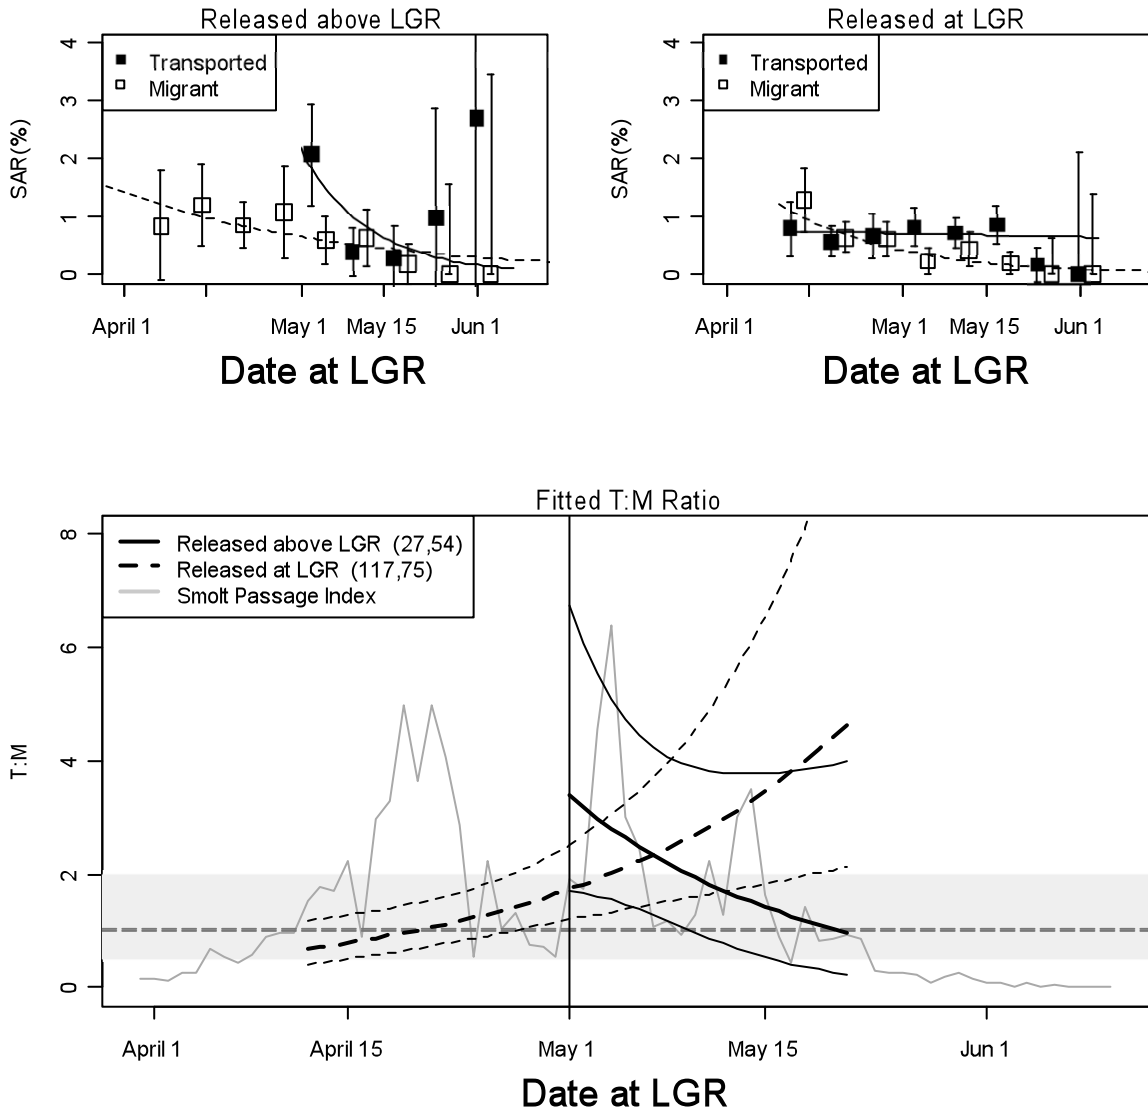 Released above LGR
Transported
Migrant
SAR(%)
4
3
2
1
0
April 1
May 1
May 15
Jun 1
Date at LGR
Released at LGR
Transported
Migrant
SAR(%)
4
3
2
1
0
April 1
May 1
May 15
Jun 1
Date at LGR
Fitted T:M Ratio
Released above LGR (27,54)
Released at LGR (117,75)
Smolt Passage Index
T:M
8
6
4
2
0
April 1
April 15
May 1
May 15
Jun 1
Date at LGR